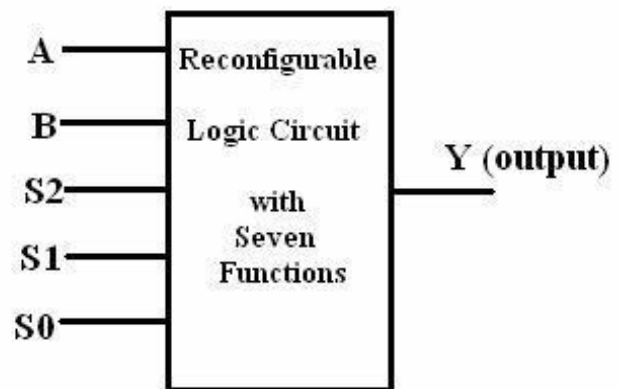 A
Reconfigurable
B
Logic Circuit
Y (output)
S2
with
Seven
S1
Functions
S0